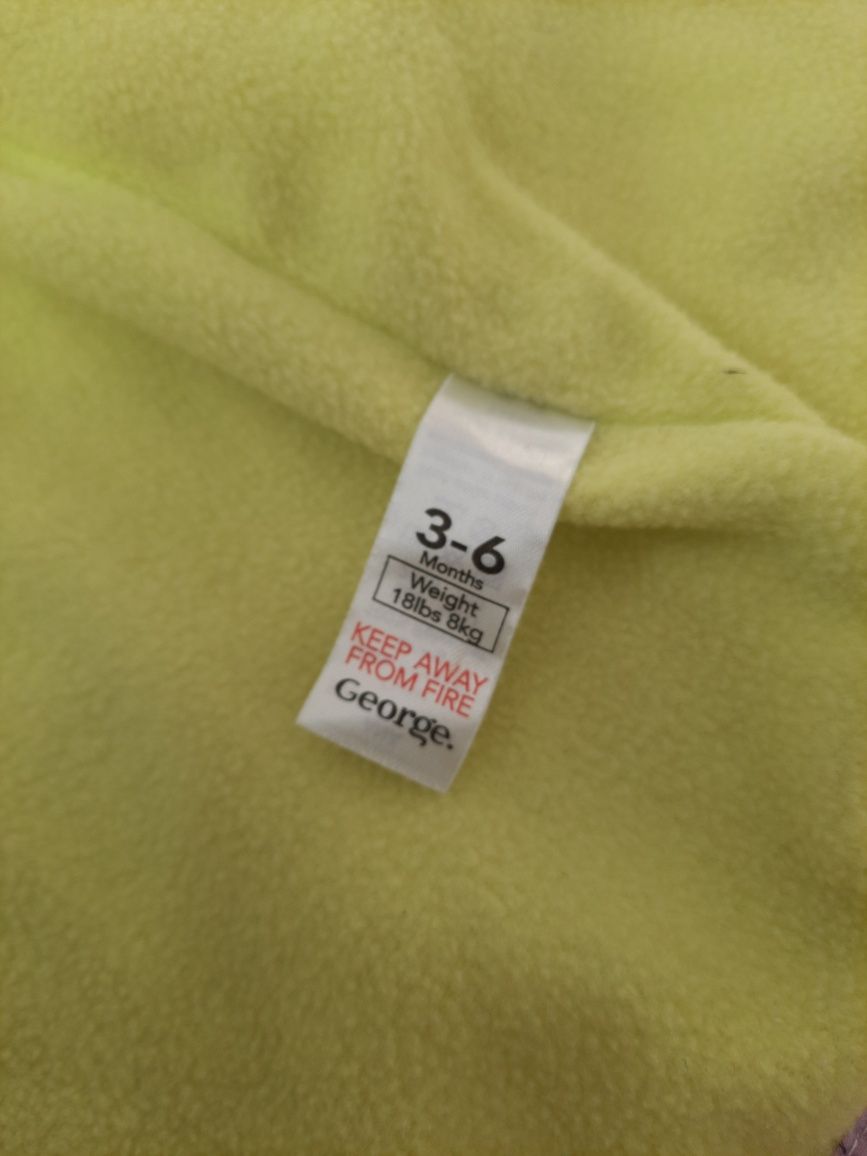 3-6
Months
Weight
18lbs 8kg
KEEP AWAY
FROM FIRE
George.